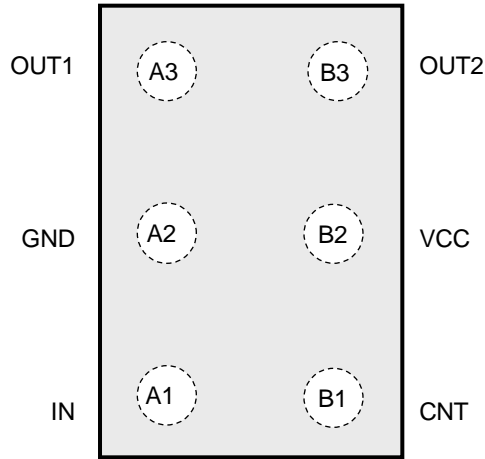 OUT1 A3 B3 OUT2
GND A2 B2 VCC
IN A1 B1 CNT